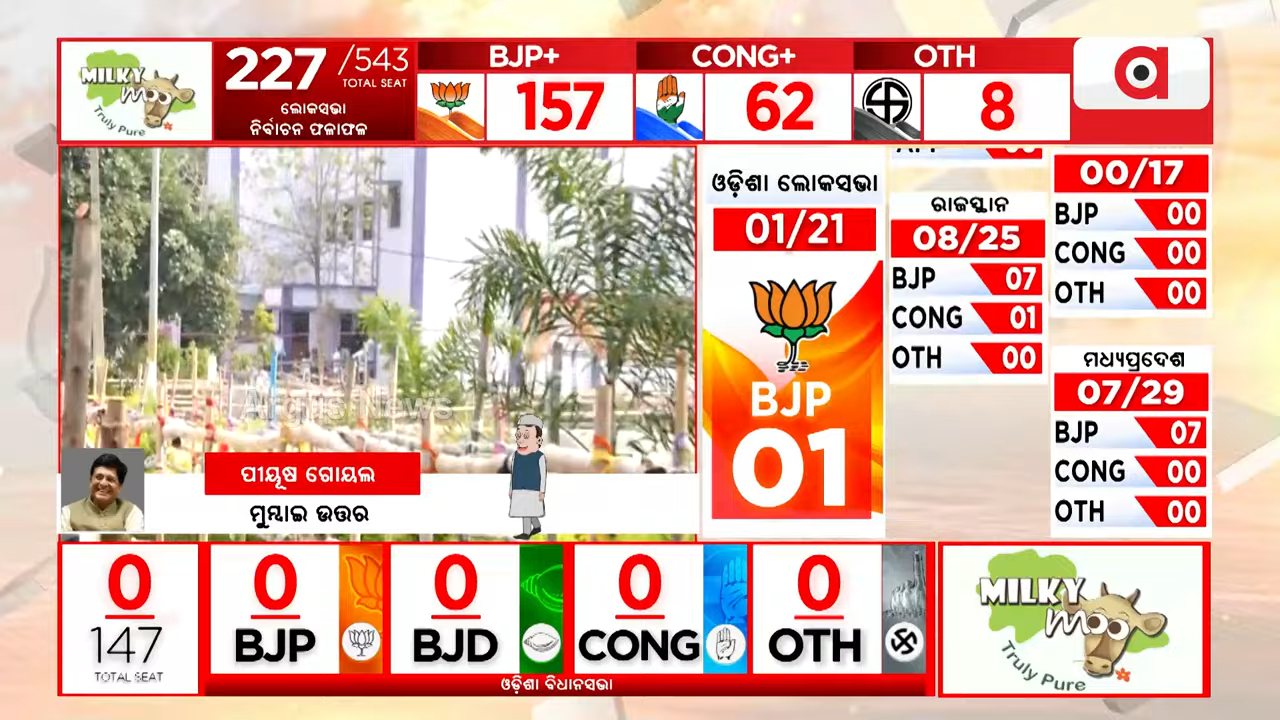 MILKY
moo
Truly Pure
227 /543
TOTAL SEAT
ଲୋକସଭା
ନିର୍ବାଚନ ଫଳାଫଳ
BJP+
157
CONG+
62
OTH
8
a
Argus News
ପୀୟୂଷ ଗୋୟଲ
ମୁମ୍ବାଇ ଉତ୍ତର
ଓଡ଼ିଶା ଲୋକସଭା
01/21
BJP
01
ରାଜସ୍ଥାନ
08/25
BJP 07
CONG 01
OTH 00
00/17
BJP 00
CONG 00
OTH 00
ମଧ୍ୟପ୍ରଦେଶ
07/29
BJP 07
CONG 00
OTH 00
0
147
TOTAL SEAT
0
BJP
0
BJD
0
CONG
0
OTH
ଓଡ଼ିଶା ବିଧାନସଭା
MILKY
moo
Truly Pure